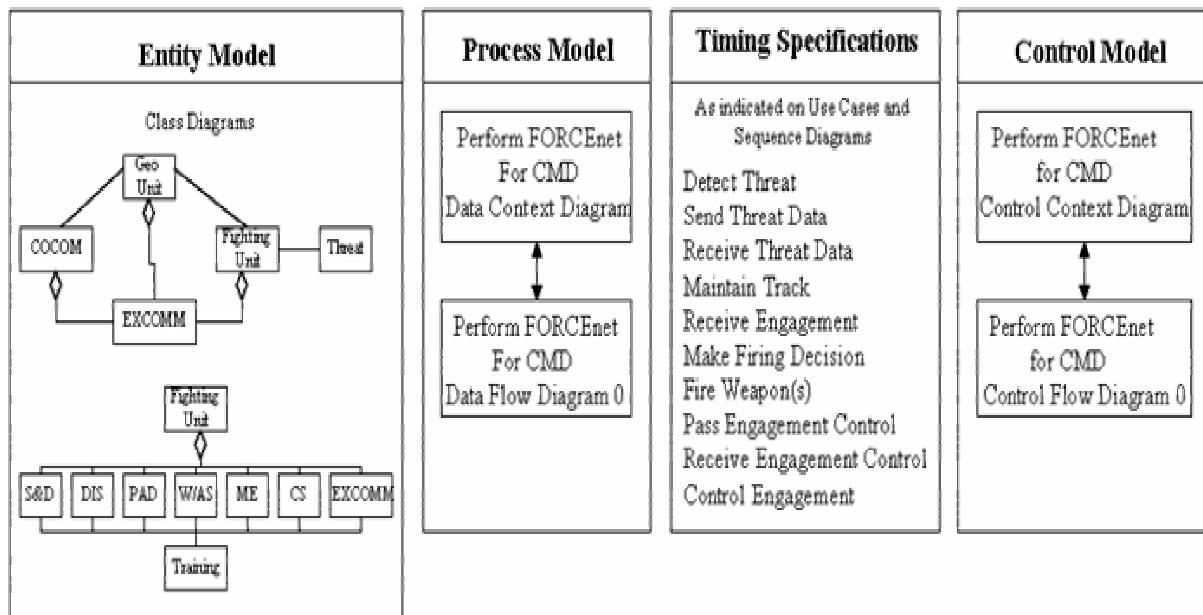 Entity Model
Class Diagrams
Geo
Unit
COCOM
Fighting
Unit
Threat
EXCOMM
Fighting
Unit
S&D
DIS
PAD
W/AS
ME
CS
EXCOMM
Training
Process Model
Perform FORCEnet
For CMD
Data Context Diagram
Perform FORCEnet
For CMD
Data Flow Diagram 0
Timing Specifications
As indicated on Use Cases and
Sequence Diagrams
Detect Threat
Send Threat Data
Receive Threat Data
Maintain Track
Receive Engagement
Make Firing Decision
Fire Weapon(s)
Pass Engagement Control
Receive Engagement Control
Control Engagement
Control Model
Perform FORCEnet
for CMD
Control Context Diagram
Perform FORCEnet
for CMD
Control Flow Diagram 0